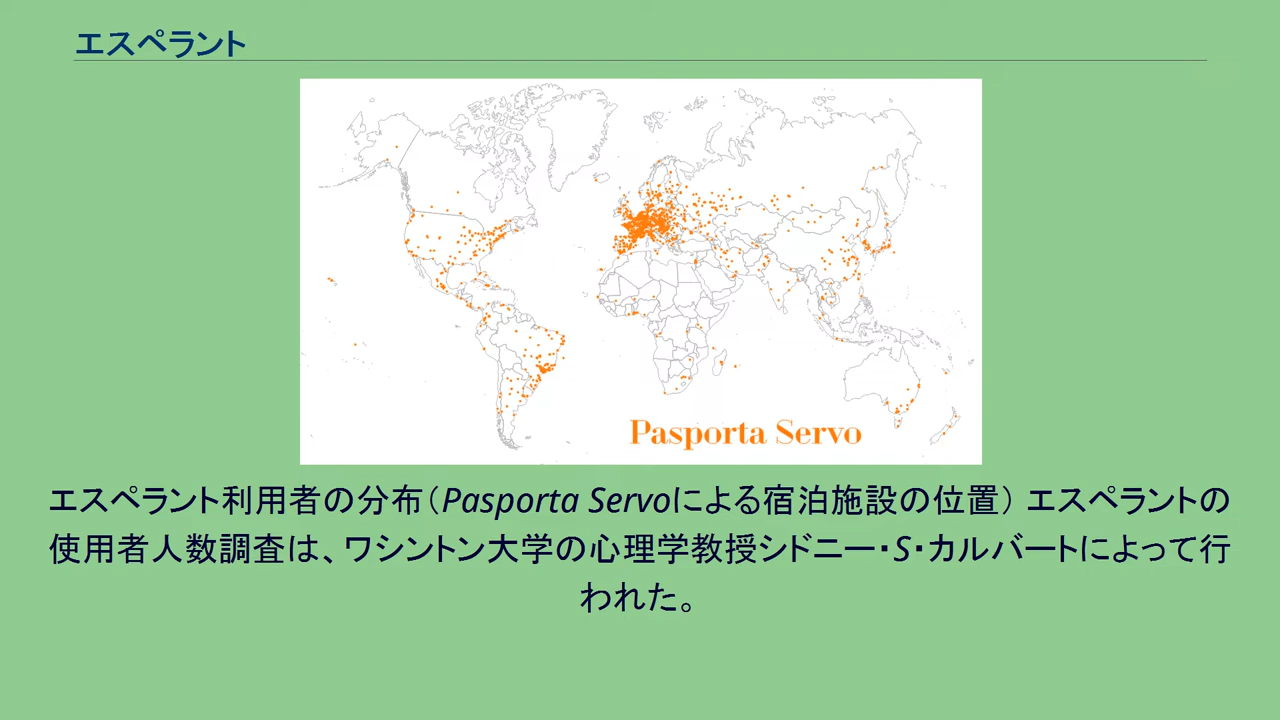 エスペラント
Pasporta Servo
エスペラント利用者の分布（Pasporta Servoによる宿泊施設の位置） エスペラントの
使用者人数調査は、ワシントン大学の心理学教授シドニー・S・カルバートによって行
われた。